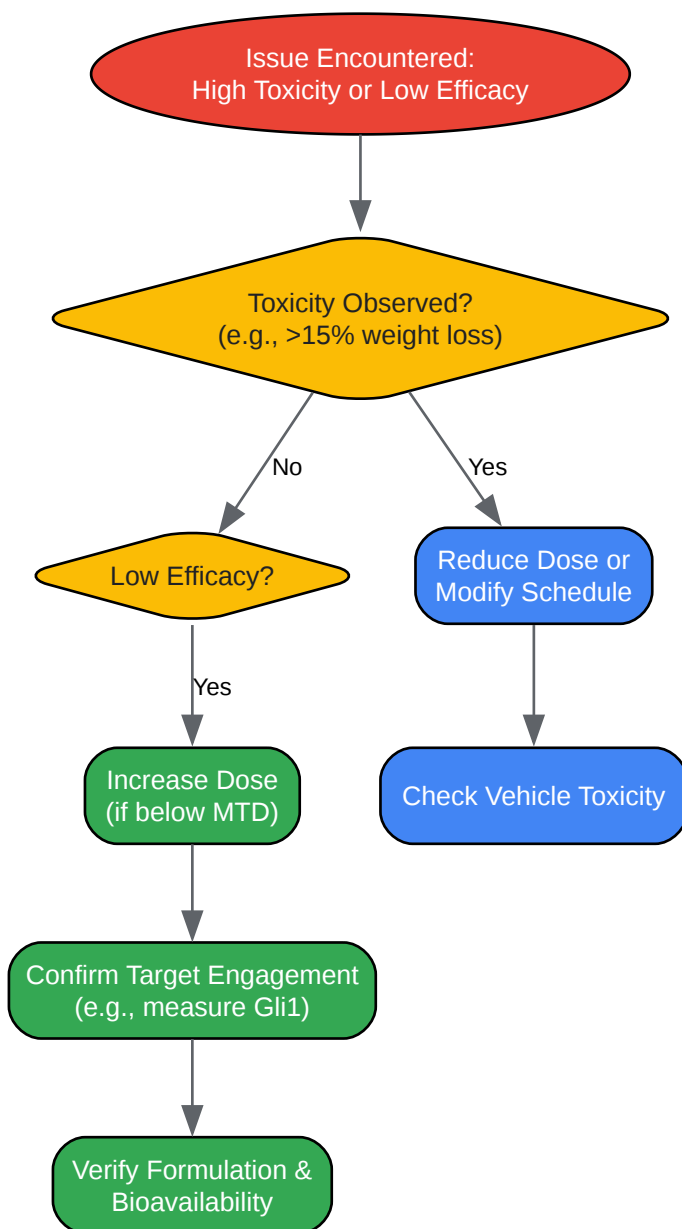 Issue Encountered:
High Toxicity or Low Efficacy
Toxicity Observed?
(e.g., >15% weight loss)
No
Yes
Low Efficacy?
Reduce Dose or
Modify Schedule
Yes
Increase Dose
(if below MTD)
Check Vehicle Toxicity
Confirm Target Engagement
(e.g., measure Gli1)
Verify Formulation &
Bioavailability